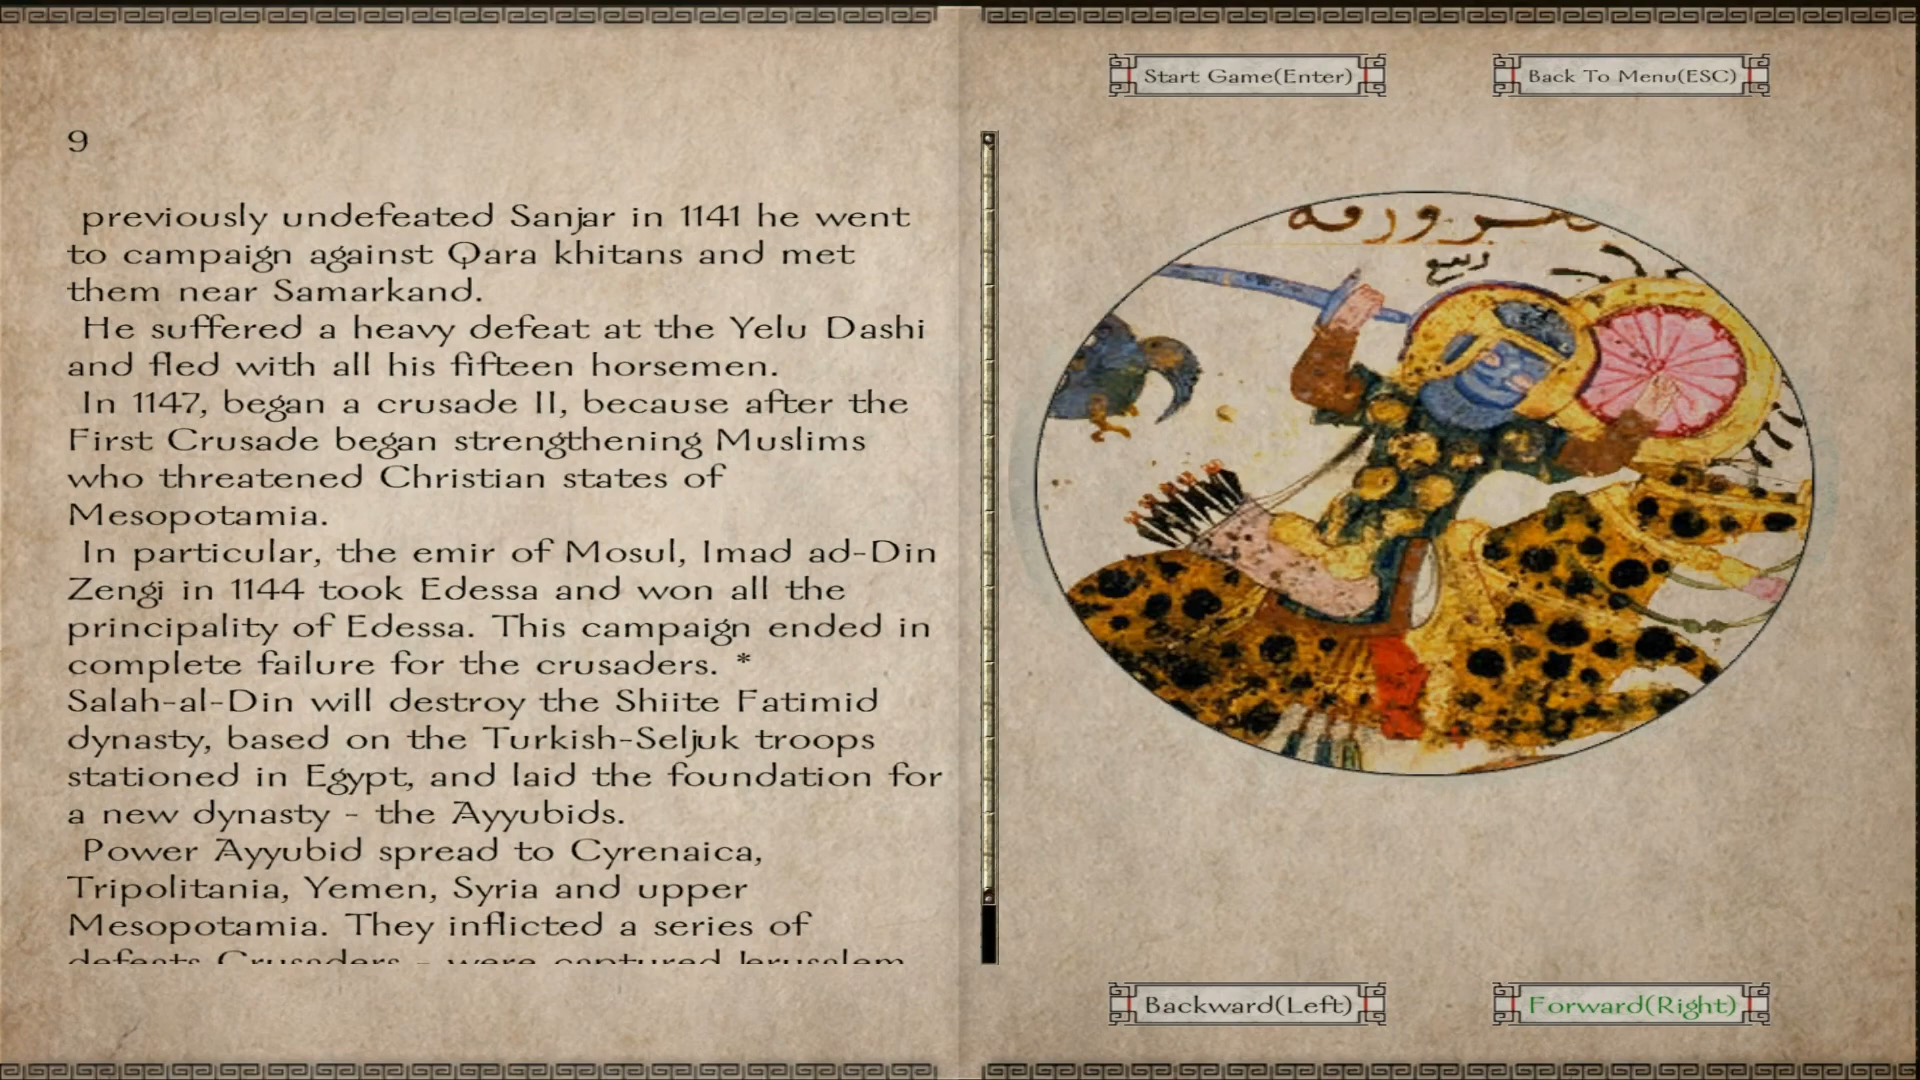 Start Game(Enter)
Back To Menu(ESC)
9
previously undefeated Sanjar in 1141 he went
to campaign against Qara khitans and met
them near Samarkand.
He suffered a heavy defeat at the Yelu Dashi
and fled with all his fifteen horsemen.
In 1147, began a crusade II, because after the
First Crusade began strengthening Muslims
who threatened Christian states of
Mesopotamia.
In particular, the emir of Mosul, Imad ad-Din
Zengi in 1144 took Edessa and won all the
principality of Edessa. This campaign ended in
complete failure for the crusaders. *
Salah-al-Din will destroy the Shiite Fatimid
dynasty, based on the Turkish-Seljuk troops
stationed in Egypt, and laid the foundation for
a new dynasty - the Ayyubids.
Power Ayyubid spread to Cyrenaica,
Tripolitania, Yemen, Syria and upper
Mesopotamia. They inflicted a series of
defeats Crusaders - were captured Jerusalem
ورقه
ربيع
Backward(Left)
Forward(Right)